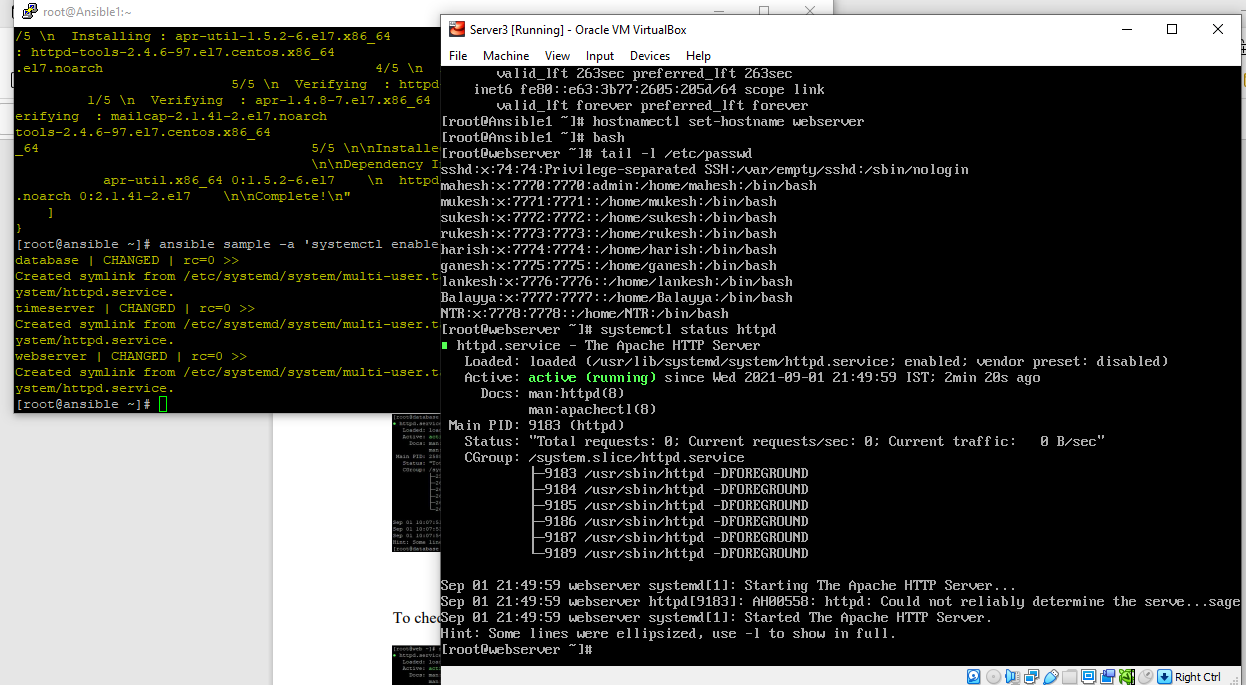 root@Ansible1:~
/5 \n  Installing : apr-util-1.5.2-6.el7.x86_64
: httpd-tools-2.4.6-97.el7.centos.x86_64
.el7.noarch                                  4/5 \n
                           5/5 \n  Verifying  : httpd
         1/5 \n  Verifying  : apr-1.4.8-7.el7.x86_64
erifying  : mailcap-2.1.41-2.el7.noarch
tools-2.4.6-97.el7.centos.x86_64
_64                                  5/5 \n\nInstalle
                                     \n\nDependency I
           apr-util.x86_64 0:1.5.2-6.el7    \n  httpd
.noarch 0:2.1.41-2.el7    \n\nComplete!\n"
    ]
}
[root@ansible ~]# ansible sample -a 'systemctl enable
database | CHANGED | rc=0 >>
Created symlink from /etc/systemd/system/multi-user.t
ystem/httpd.service.
timeserver | CHANGED | rc=0 >>
Created symlink from /etc/systemd/system/multi-user.t
ystem/httpd.service.
webserver | CHANGED | rc=0 >>
Created symlink from /etc/systemd/system/multi-user.t
ystem/httpd.service.
[root@ansible ~]#
To chec
Server3 [Running] - Oracle VM VirtualBox
File Machine View Input Devices Help
valid_lft 263sec preferred_lft 263sec
inet6 fe80::e63:3b77:2605:205d/64 scope link
valid_lft forever preferred_lft forever
[root@Ansible1 ~]# hostnamectl set-hostname webserver
[root@Ansible1 ~]# bash
[root@webserver ~]# tail -l /etc/passwd
sshd:x:74:74:Privilege-separated SSH:/var/empty/sshd:/sbin/nologin
mahesh:x:7770:7770:admin:/home/mahesh:/bin/bash
mukesh:x:7771:7771::/home/mukesh:/bin/bash
sukesh:x:7772:7772::/home/sukesh:/bin/bash
rukesh:x:7773:7773::/home/rukesh:/bin/bash
harish:x:7774:7774::/home/harish:/bin/bash
ganesh:x:7775:7775::/home/ganesh:/bin/bash
lankesh:x:7776:7776::/home/lankesh:/bin/bash
Balayya:x:7777:7777::/home/Balayya:/bin/bash
NTR:x:7778:7778::/home/NTR:/bin/bash
[root@webserver ~]# systemctl status httpd
httpd.service - The Apache HTTP Server
Loaded: loaded (/usr/lib/systemd/system/httpd.service; enabled; vendor preset: disabled)
Active: active (running) since Wed 2021-09-01 21:49:59 IST; 2min 20s ago
Docs: man:httpd(8)
man:apachectl(8)
Main PID: 9183 (httpd)
Status: "Total requests: 0; Current requests/sec: 0; Current traffic:   0 B/sec"
CGroup: /system.slice/httpd.service
├─9183 /usr/sbin/httpd -DFOREGROUND
├─9184 /usr/sbin/httpd -DFOREGROUND
├─9185 /usr/sbin/httpd -DFOREGROUND
├─9186 /usr/sbin/httpd -DFOREGROUND
├─9187 /usr/sbin/httpd -DFOREGROUND
└─9189 /usr/sbin/httpd -DFOREGROUND
Sep 01 21:49:59 webserver systemd[1]: Starting The Apache HTTP Server...
Sep 01 21:49:59 webserver httpd[9183]: AH00558: httpd: Could not reliably determine the serve...sage
Sep 01 21:49:59 webserver systemd[1]: Started The Apache HTTP Server.
Hint: Some lines were ellipsized, use -l to show in full.
[root@webserver ~]#
Right Ctrl